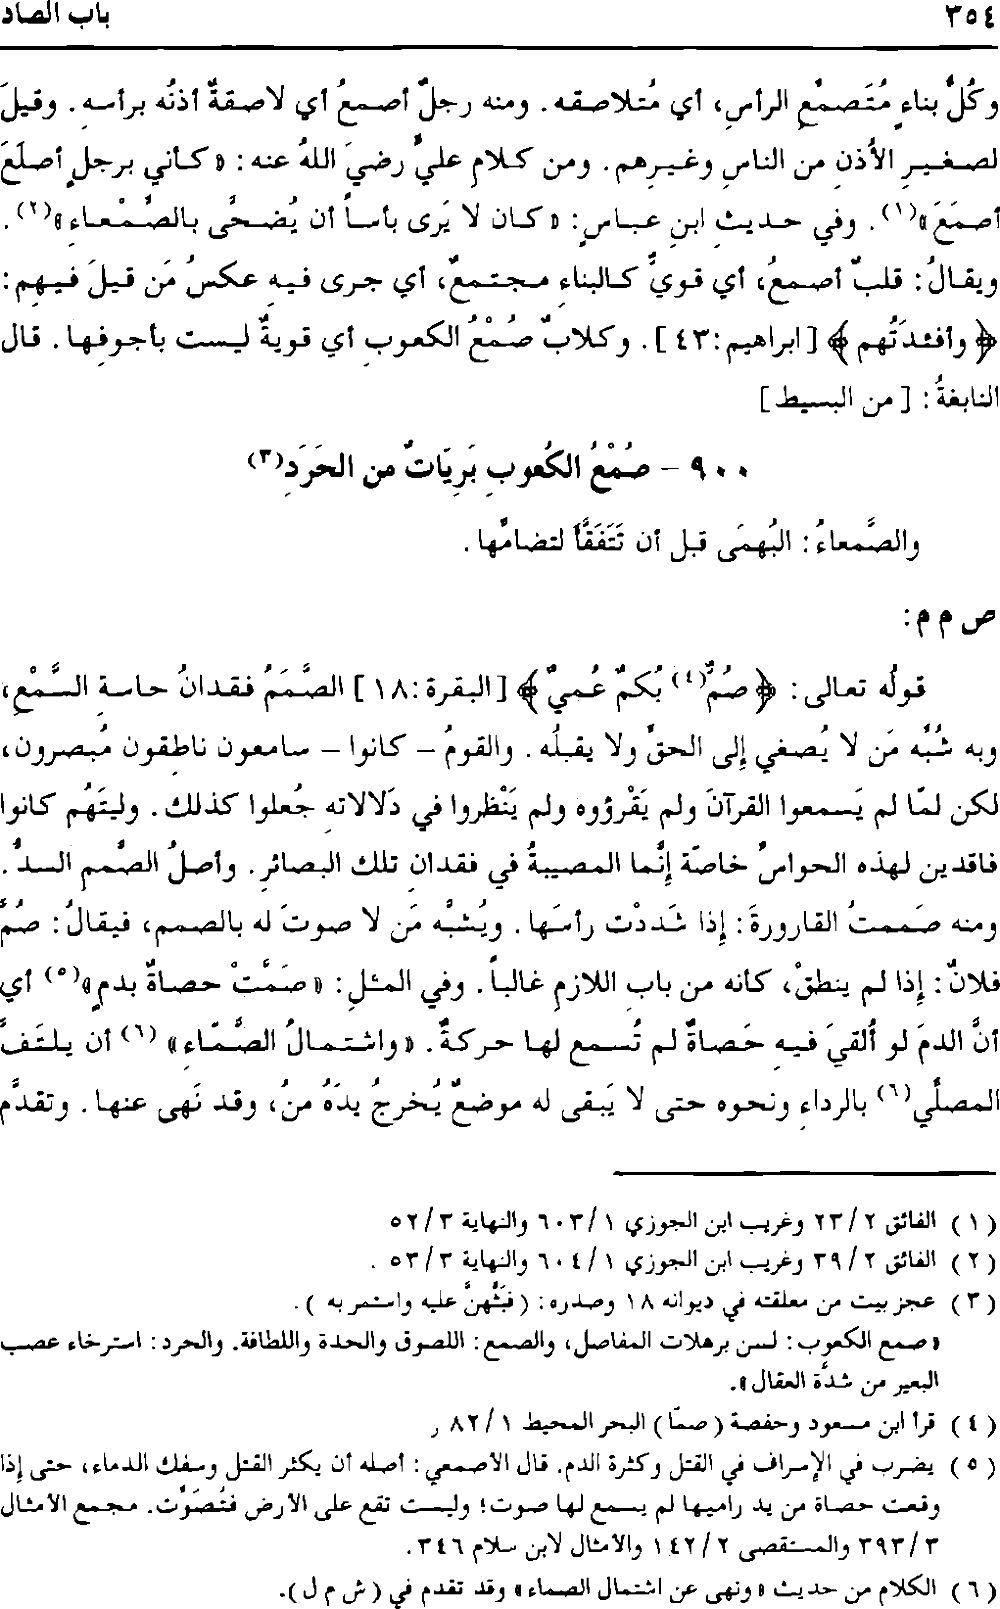 ٣٥٤ باب الصاد
وكُلُّ بناءٍ مُتَصمِّعِ الرأسِ، أي مُتلاصقه. ومنه رجلٌ أصمعُ أي لاصقةٌ أذنُه برأسهِ. وقيلَ
لصغيرِ الأُذنِ من الناسِ وغيرِهم. ومن كلامِ عليٍّ رضيَ اللهُ عنه: «كأني برجلٍ أصلَعَ
أصمَعَ»(١). وفي حديثِ ابنِ عباسٍ: «كان لا يَرى بأساً أن يُضحَّى بالصَّمْعاءِ»(٢).
ويقالُ: قلبٌ أصمعُ، أي قويٌّ كالبناءِ مجتمعٌ، أي جرى فيه عكسُ مَن قيلَ فيهم:
﴿وأفئدَتُهم﴾ [ابراهيم:٤٣]. وكلابٌ صُمْعُ الكعوبِ أي قويةٌ ليست بأجوفِها. قال
النابغةُ: [من البسيط]
٩٠٠ - صُمْعُ الكُعوبِ بَرِيَاتٌ من الحَرَدِ(٣)
والصَّمعاءُ: البُهمَى قبل أن تَتَفَقَّأَ لتضامِّها.
ص م م:
قولُه تعالى: ﴿صُمٌّ(٤) بُكمٌ عُميٌ﴾ [البقرة:١٨] الصَّمَمُ فقدانُ حاسةِ السَّمْعِ،
وبه شُبِّه مَن لا يُصغي إلى الحقِّ ولا يقبلُه. والقومُ - كانوا - سامعون ناطِقون مُبصرون،
لكن لمّا لم يَسمعوا القرآنَ ولم يَقْرؤوه ولم يَنْظروا في دَلالاتهِ جُعلوا كذلك. وليتَهُم كانوا
فاقدين لهذه الحواسِّ خاصّة إنَّما المصيبةُ في فقدانِ تلك البصائرِ. وأصلُ الصَّممِ السدُّ.
ومنه صَممتُ القارورةَ: إذا شَددْت رأسَها. ويُشبَّه مَن لا صوتَ له بالصممِ، فيقالُ: صُمَّ
فلانٌ: إذا لم ينطقْ، كأنه من بابِ اللازمِ غالباً. وفي المثلِ: «صَمَّتْ حصاةٌ بدمٍ»(٥) أي
أنَّ الدمَ لو أُلقيَ فيهِ حَصاةٌ لم تُسمع لها حركةٌ. «واشتمالُ الصَّمّاءِ» (٦) أن يلتَفَّ
المصلِّي(٦) بالرداءِ ونحوه حتى لا يَبقى له موضعٌ يُخرجُ يدَهُ منُ، وقد نَهى عنها. وتقدَّم
(١) الفائق ٢/ ٢٣ وغريب ابن الجوزي ١/ ٦٠٣ والنهاية ٣/ ٥٢
(٢) الفائق ٢/ ٣٩ وغريب ابن الجوزي ١/ ٦٠٤ والنهاية ٣/ ٥٣ .
(٣) عجز بيت من معلقته في ديوانه ١٨ وصدره: (فبَثَّهنَّ عليه واستمر به ).
«صمع الكعوب: لسن برهلات المفاصل، والصمع: اللصوق والحدة واللطافة. والحرد: استرخاء عصب
البعير من شدَّة العقال».
(٤) قرأ ابن مسعود وحفصة (صمّا) البحر المحيط ١/ ٨٢ ر
(٥) يضرب في الإسراف في القتل وكثرة الدم. قال الأصمعي: أصله أن يكثر القتل وسفك الدماء، حتى إذا
وقعت حصاة من يد راميها لم يسمع لها صوت؛ وليست تقع على الأرض فتُصَوِّت. مجمع الأمثال
٣/ ٣٩٣ والمستقصى ٢/ ١٤٢ والأمثال لابن سلام ٣٤٦.
(٦) الكلام من حديث «ونهى عن اشتمال الصماء» وقد تقدم في (ش م ل).